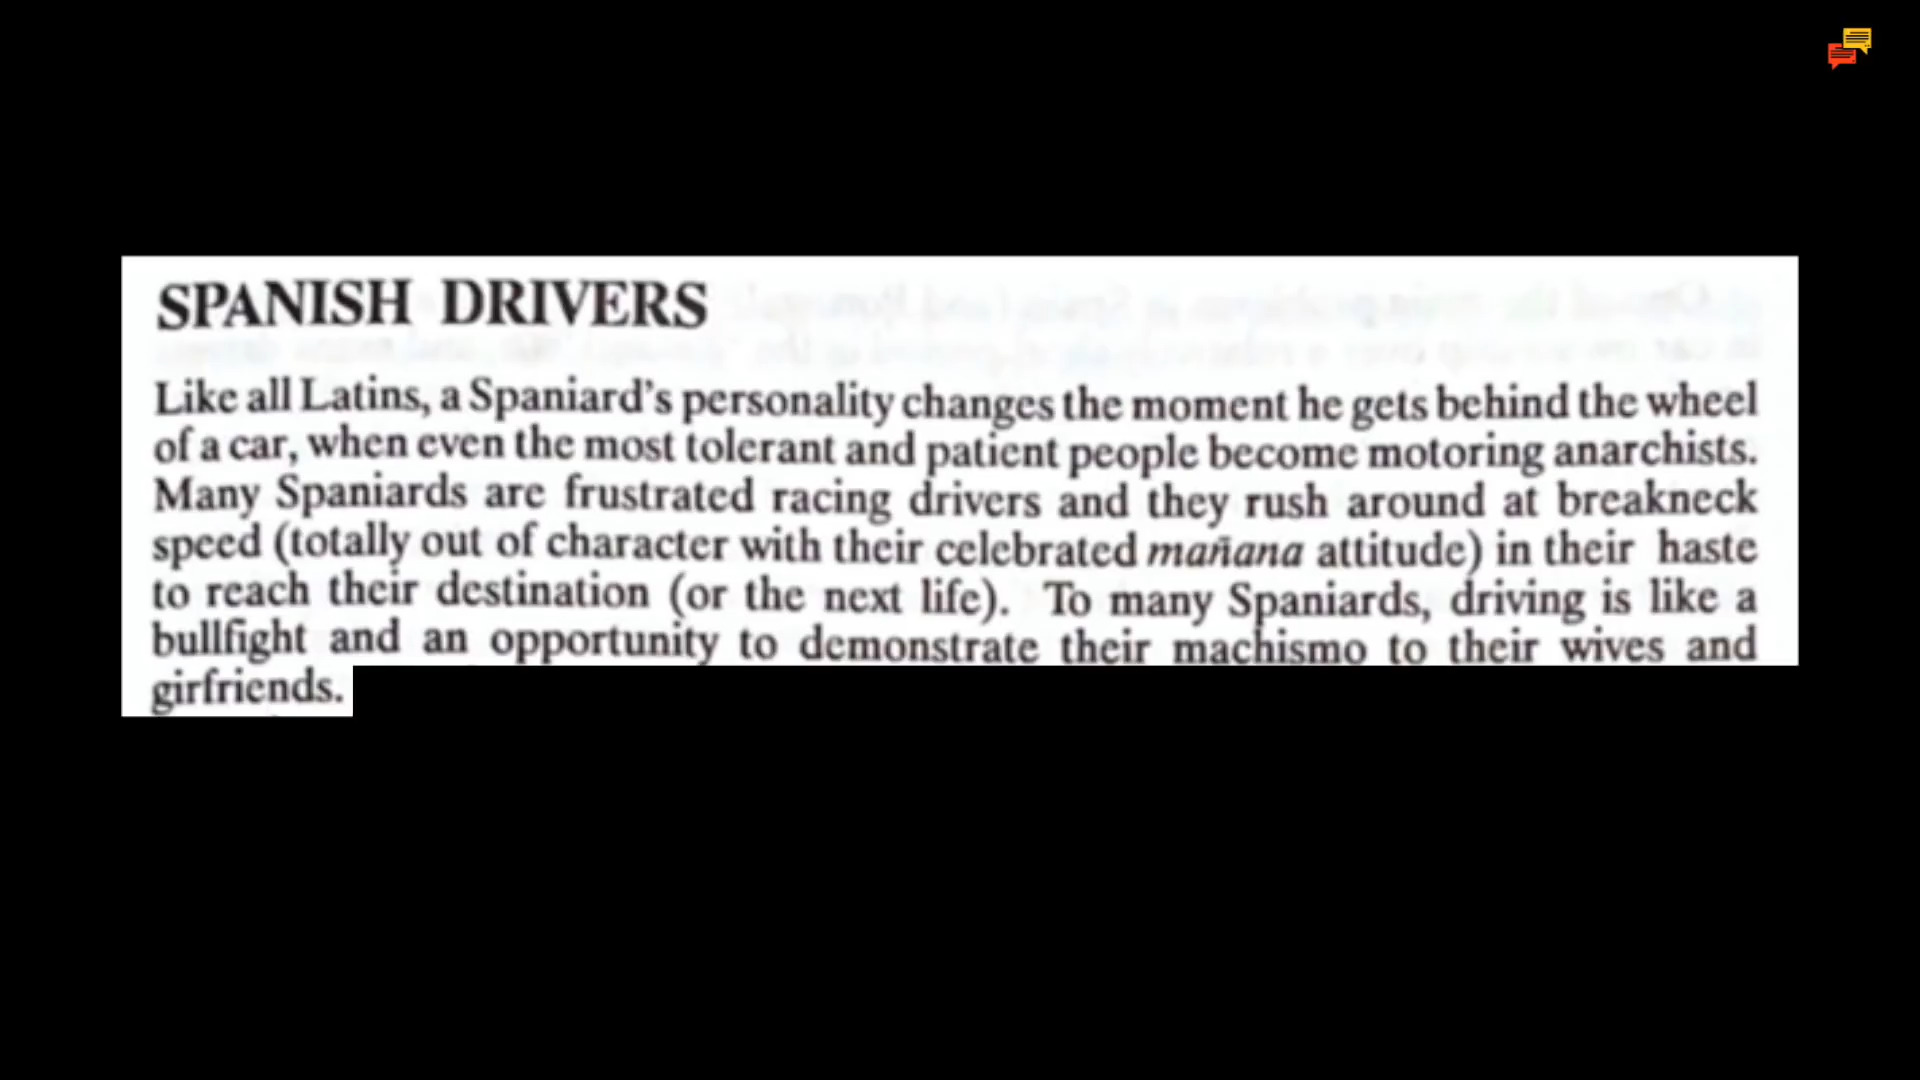 SPANISH DRIVERS
Like all Latins, a Spaniard's personality changes the moment he gets behind the wheel
of a car, when even the most tolerant and patient people become motoring anarchists.
Many Spaniards are frustrated racing drivers and they rush around at breakneck
speed (totally out of character with their celebrated mañana attitude) in their haste
to reach their destination (or the next life). To many Spaniards, driving is like a
bullfight and an opportunity to demonstrate their machismo to their wives and
girfriends.